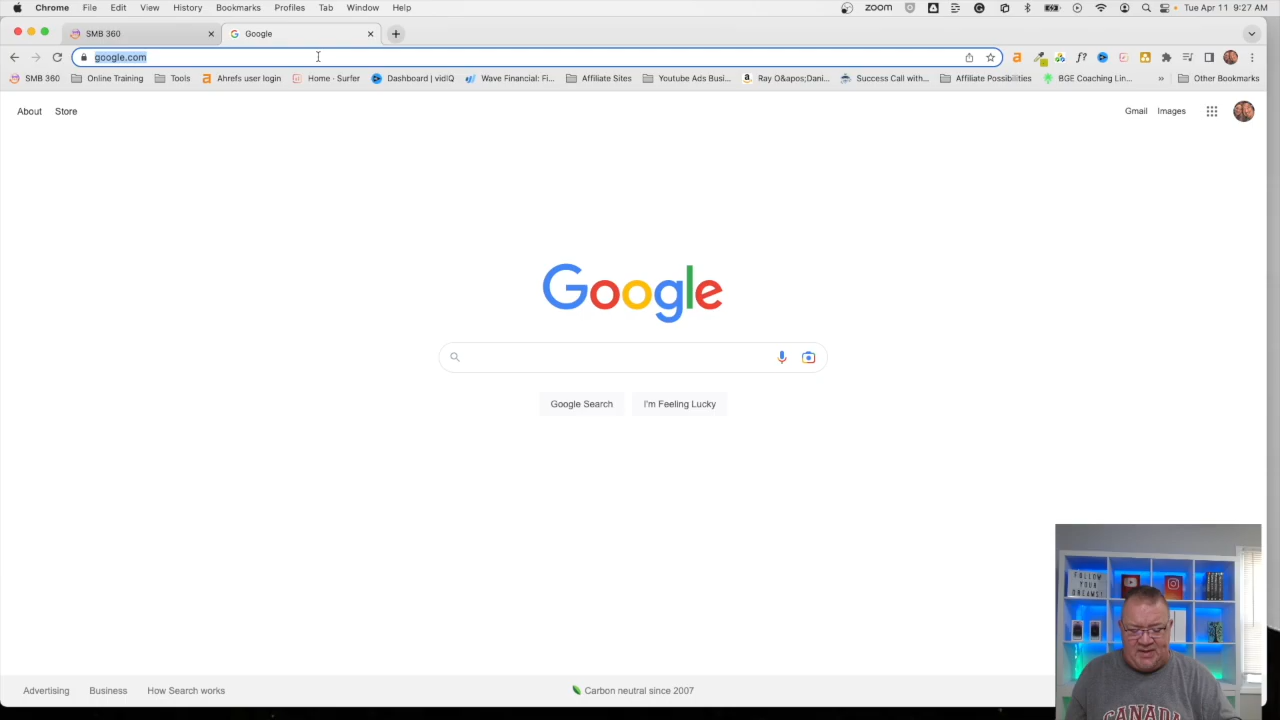 Chrome File Edit View History Bookmarks Profiles Tab Window Help zoom Tue Apr 11 9:27 AM
SMB 360 Google
google.com
SMB 360 Online Training Tools Ahrefs user login Home · Surfer Dashboard | vidIQ Wave Financial: Fi... Affiliate Sites Youtube Ads Busi... Ray O&apos;Dani... Success Call with... Affiliate Possibilities BGE Coaching Lin... » Other Bookmarks
About Store Gmail Images
Google
Google Search I'm Feeling Lucky
FOLLOW
YOUR
DREAMS!
CANADA
Advertising Business How Search works Carbon neutral since 2007